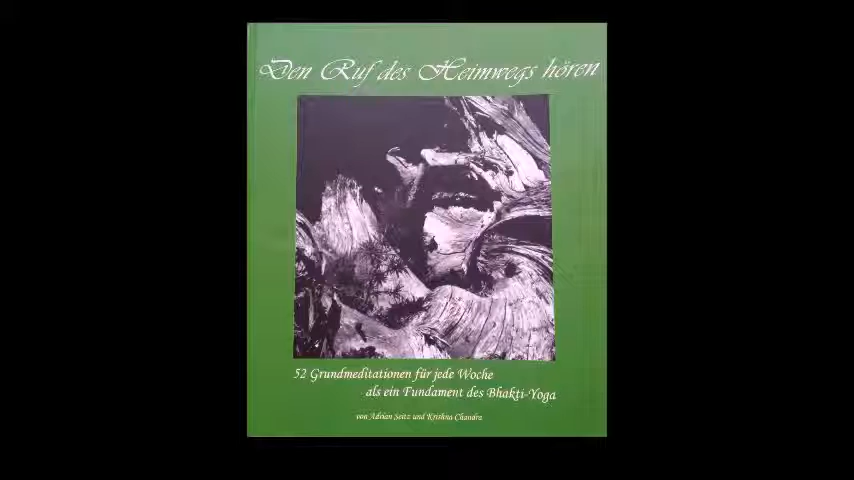 Den Ruf des Heimwegs hören
52 Grundmeditationen für jede Woche
als ein Fundament des Bhakti-Yoga
von Adrian Seitz und Krishna Chandra